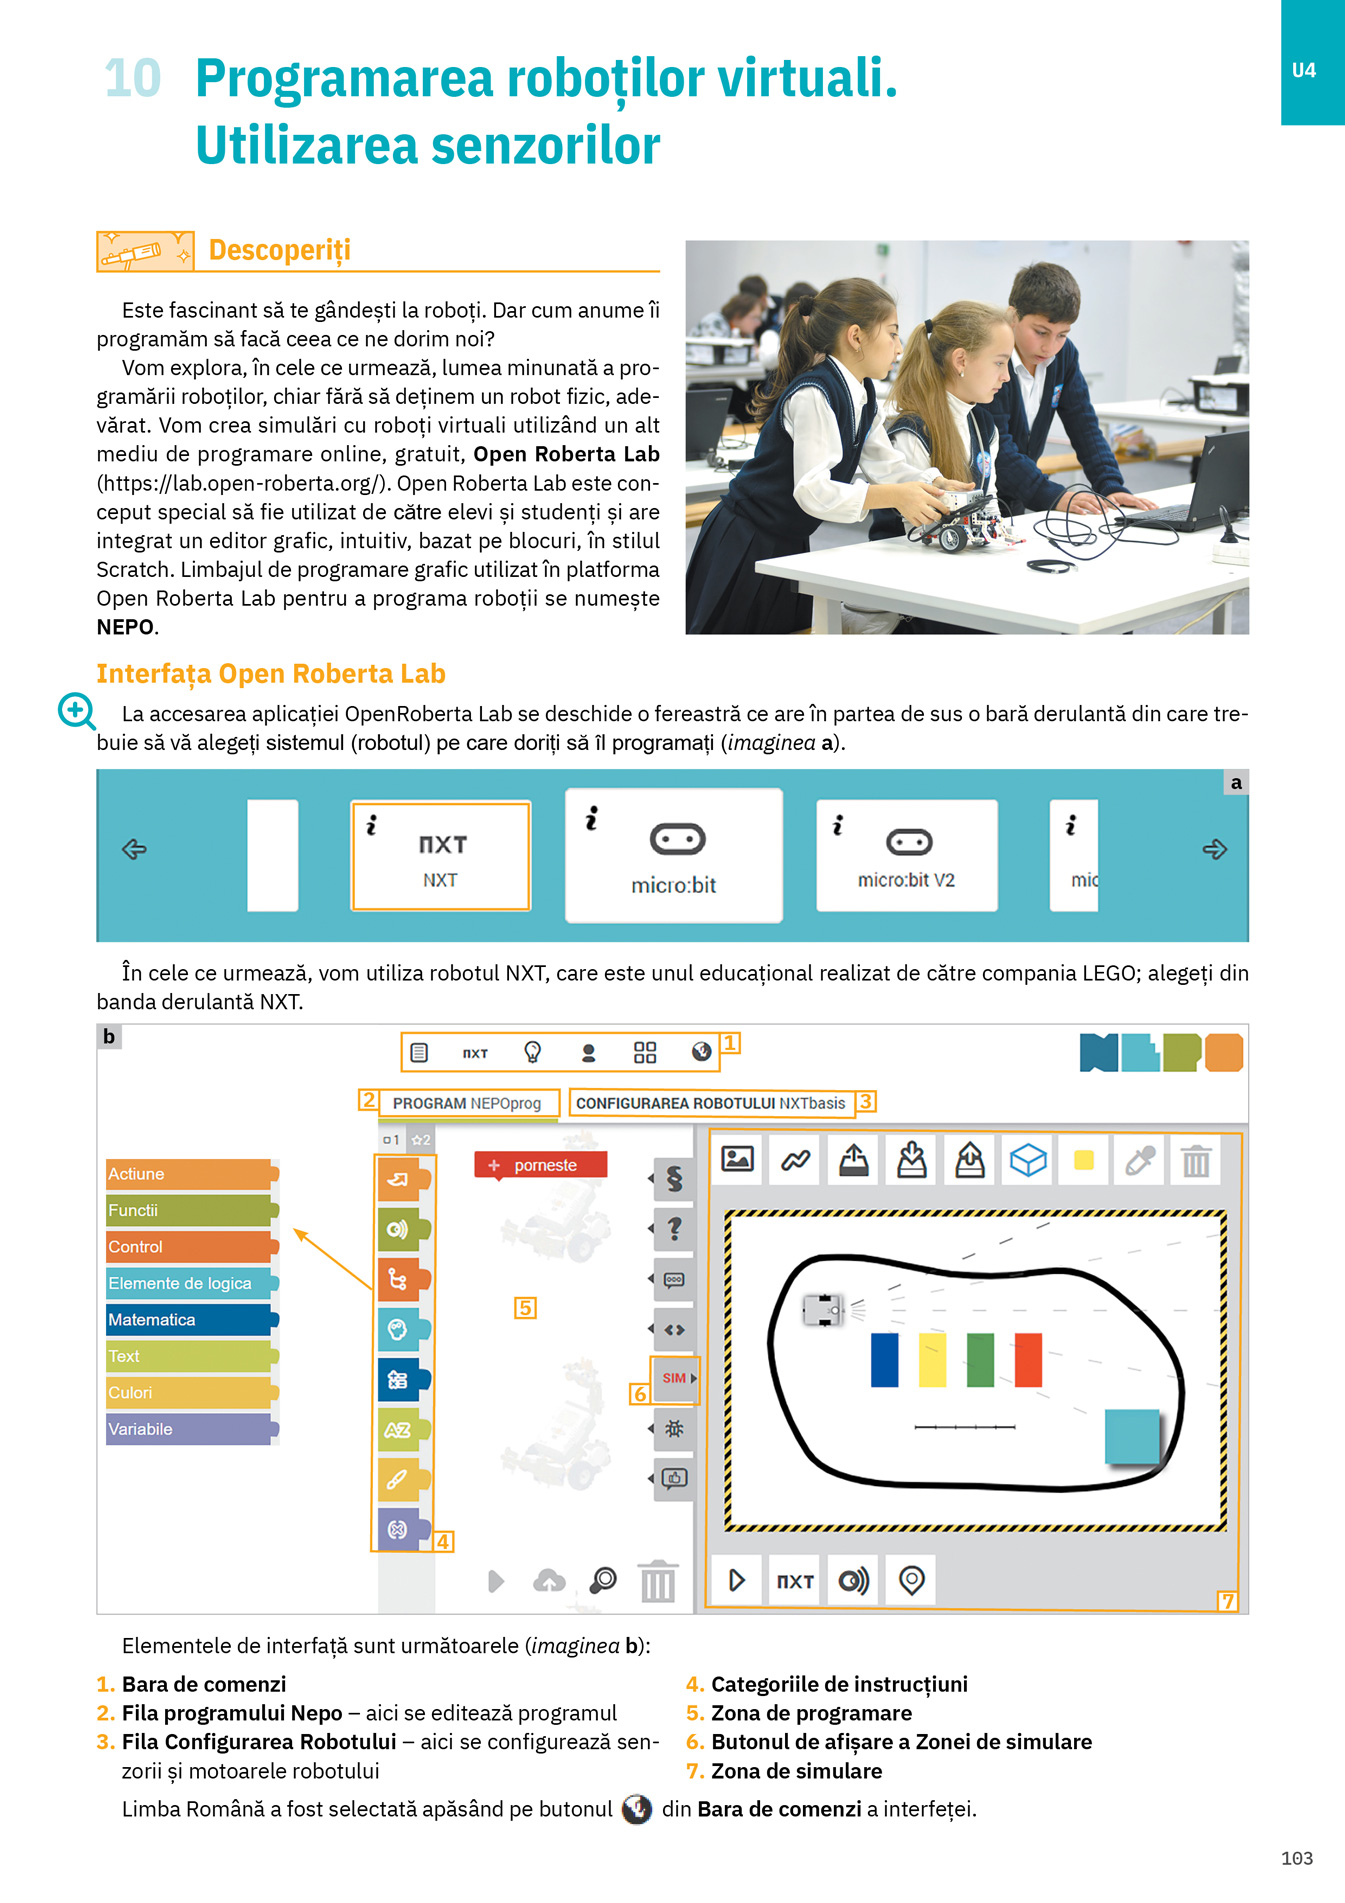 U4
10 Programarea roboților virtuali.
Utilizarea senzorilor
Descoperiți
Este fascinant să te gândești la roboți. Dar cum anume îi
programăm să facă ceea ce ne dorim noi?
Vom explora, în cele ce urmează, lumea minunată a pro-
gramării roboților, chiar fără să deținem un robot fizic, ade-
vărat. Vom crea simulări cu roboți virtuali utilizând un alt
mediu de programare online, gratuit, Open Roberta Lab
(https://lab.open-roberta.org/). Open Roberta Lab este con-
ceput special să fie utilizat de către elevi și studenți și are
integrat un editor grafic, intuitiv, bazat pe blocuri, în stilul
Scratch. Limbajul de programare grafic utilizat în platforma
Open Roberta Lab pentru a programa roboții se numește
NEPO.
Interfața Open Roberta Lab
La accesarea aplicației OpenRoberta Lab se deschide o fereastră ce are în partea de sus o bară derulantă din care tre-
buie să vă alegeți sistemul (robotul) pe care doriți să îl programați (imaginea a).
a
i
i
i
i
nXT
NXT
micro:bit
micro:bit V2
mic
În cele ce urmează, vom utiliza robotul NXT, care este unul educațional realizat de către compania LEGO; alegeți din
banda derulantă NXT.
b
nXT
1
2
PROGRAM NEPOprog
CONFIGURAREA ROBOTULUI NXTbasis
3
1
2
Actiune
Functii
Control
Elemente de logica
Matematica
Text
Culori
Variabile
AZ
4
+ porneste
5
§
?
SIM
6
nXT
7
Elementele de interfață sunt următoarele (imaginea b):
1. Bara de comenzi
2. Fila programului Nepo – aici se editează programul
3. Fila Configurarea Robotului – aici se configurează sen-
zorii și motoarele robotului
4. Categoriile de instrucțiuni
5. Zona de programare
6. Butonul de afișare a Zonei de simulare
7. Zona de simulare
Limba Română a fost selectată apăsând pe butonul din Bara de comenzi a interfeței.
103